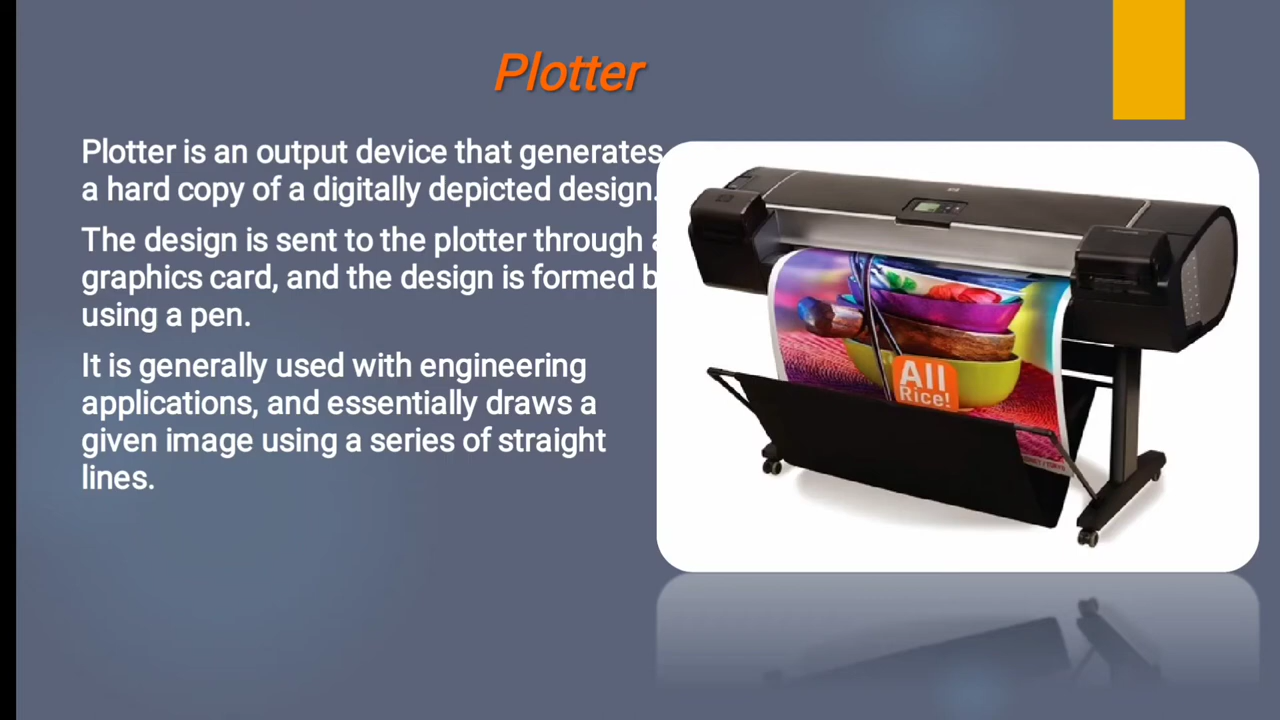 Plotter
Plotter is an output device that generates
a hard copy of a digitally depicted design.
The design is sent to the plotter through
graphics card, and the design is formed
using a pen.
It is generally used with engineering
applications, and essentially draws a
given image using a series of straight
lines.
All
Rice!